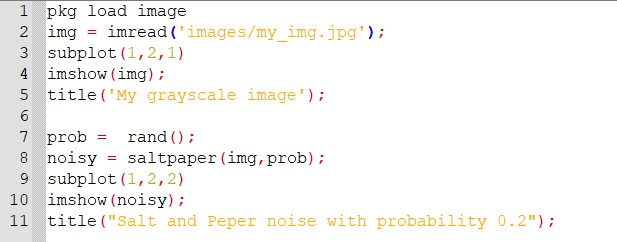 1 pkg load image
2 img = imread('images/my_img.jpg');
3 subplot(1,2,1)
4 imshow(img);
5 title('My grayscale image');
6
7 prob =  rand();
8 noisy = saltpaper(img,prob);
9 subplot(1,2,2)
10 imshow(noisy);
11 title("Salt and Peper noise with probability 0.2");